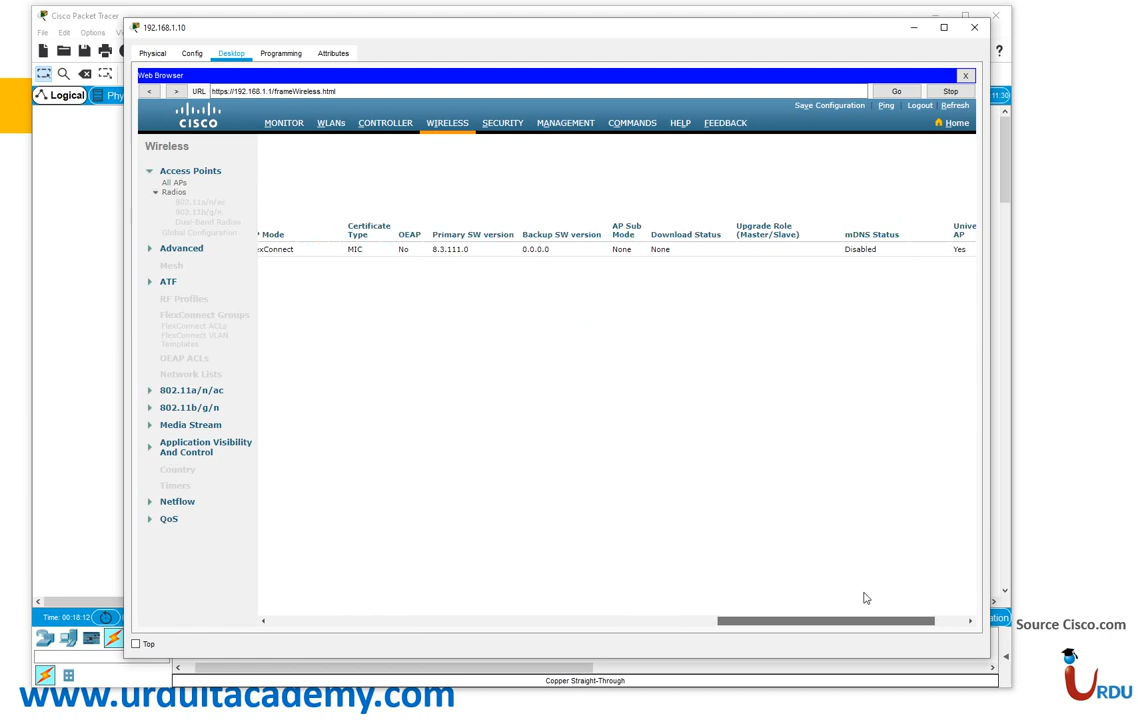 Cisco Packet Tracer
File Edit Options
192.168.1.10
Physical Config Desktop Programming Attributes
Web Browser X
< > URL https://192.168.1.1/frameWireless.html Go Stop
Logical 11:30
Save Configuration Ping Logout Refresh
CISCO
MONITOR WLANs CONTROLLER WIRELESS SECURITY MANAGEMENT COMMANDS HELP FEEDBACK Home
Wireless
Access Points
All APs
Radios
802.11a/n/ac
802.11b/g/n
Dual-Band Radios
Global Configuration
Advanced
Mesh
ATF
RF Profiles
FlexConnect Groups
FlexConnect ACLs
FlexConnect VLAN
Templates
OEAP ACLs
Network Lists
802.11a/n/ac
802.11b/g/n
Media Stream
Application Visibility
And Control
Country
Timers
Netflow
QoS
Mode Certificate Type OEAP Primary SW version Backup SW version AP Sub Mode Download Status Upgrade Role (Master/Slave) mDNS Status Unive AP
exConnect MIC No 8.3.111.0 0.0.0.0 None None Disabled Yes
Time: 00:18:12
Top
Copper Straight-Through
Source Cisco.com
URDU
www.urduitacademy.com